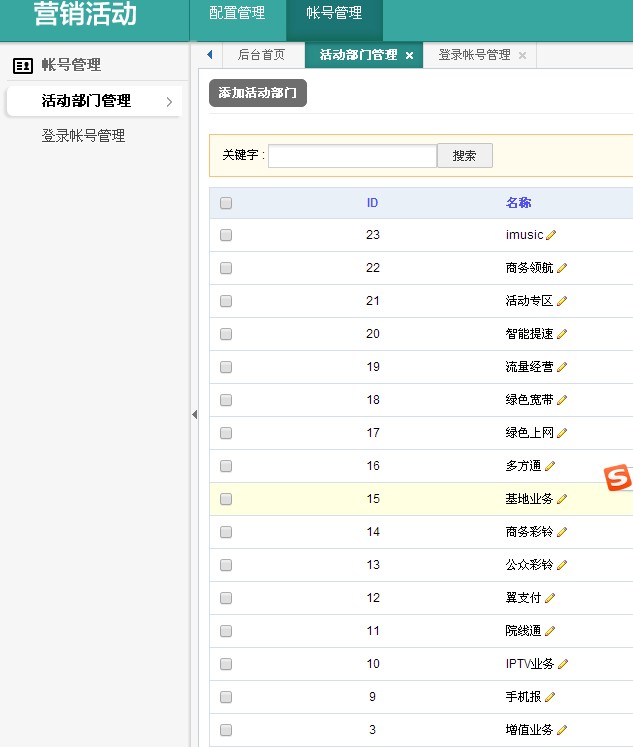 营销活动
配置管理 帐号管理
后台首页 活动部门管理 × 登录帐号管理 ×
帐号管理
活动部门管理
登录帐号管理
添加活动部门
关键字 : 搜索
ID 名称
23 imusic
22 商务领航
21 活动专区
20 智能提速
19 流量经营
18 绿色宽带
17 绿色上网
16 多方通
15 基地业务
14 商务彩铃
13 公众彩铃
12 翼支付
11 院线通
10 IPTV业务
9 手机报
3 增值业务